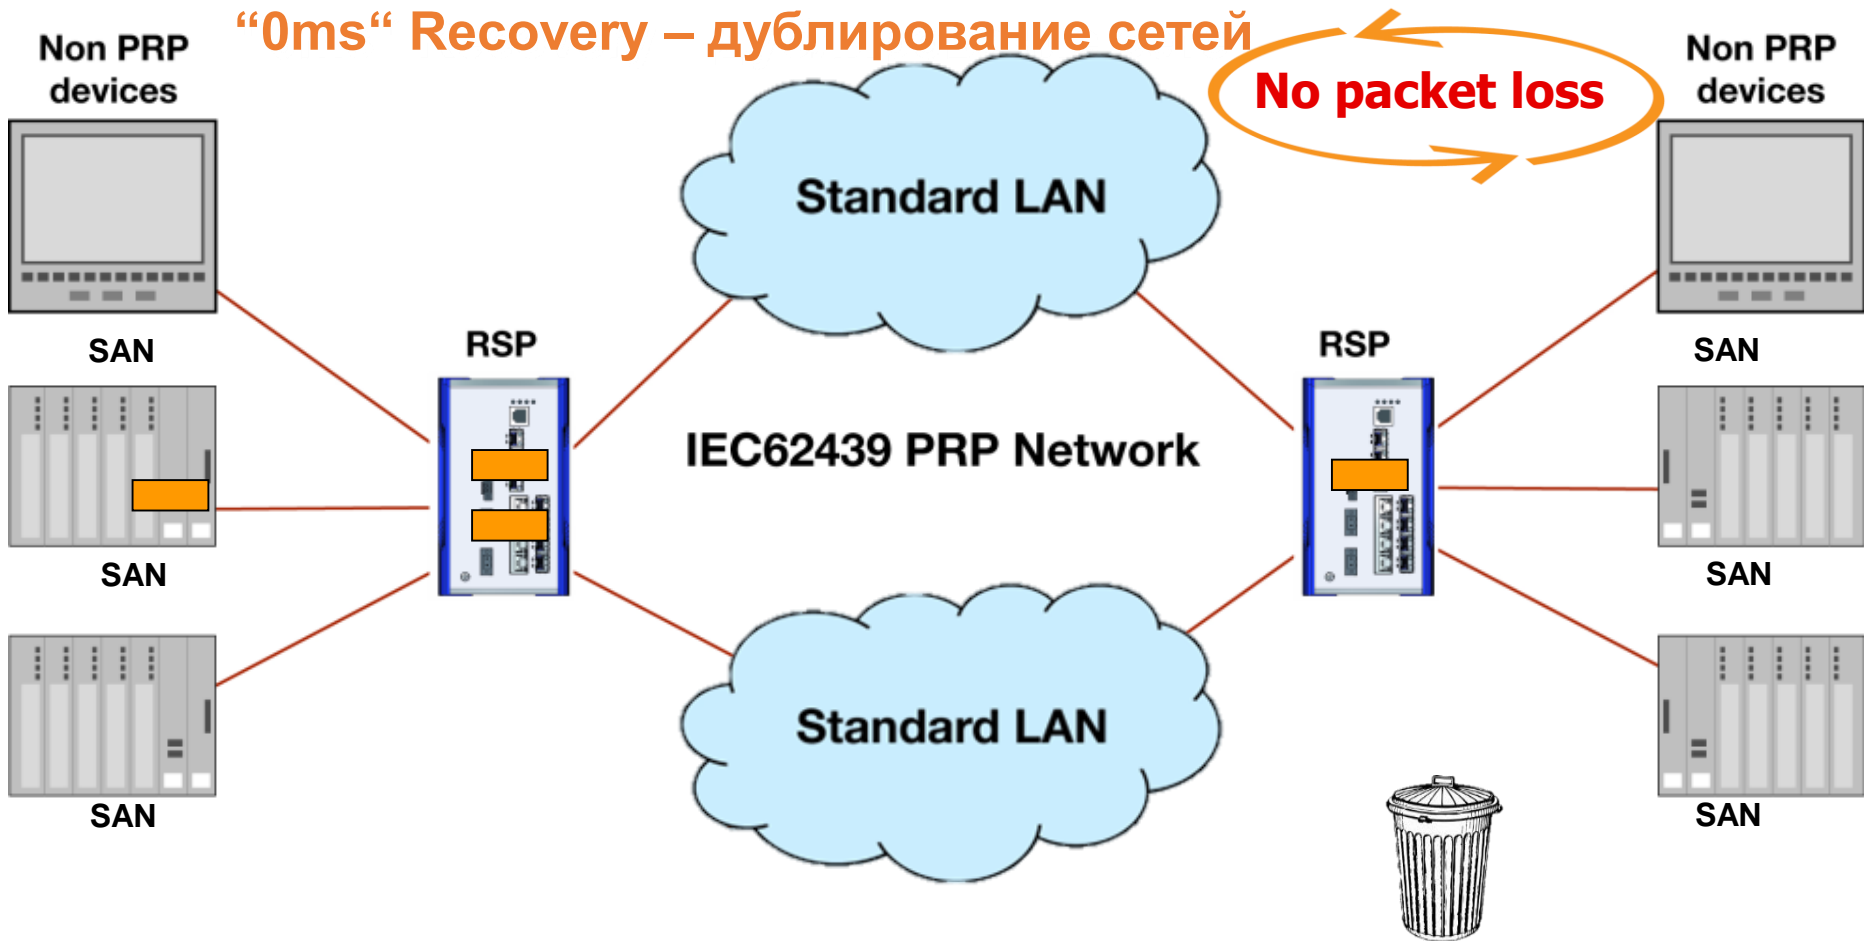 “0ms“ Recovery – дублирование сетей
Non PRP
devices
No packet loss
Non PRP
devices
Standard LAN
SAN
RSP
RSP
SAN
IEC62439 PRP Network
SAN
SAN
Standard LAN
SAN
SAN